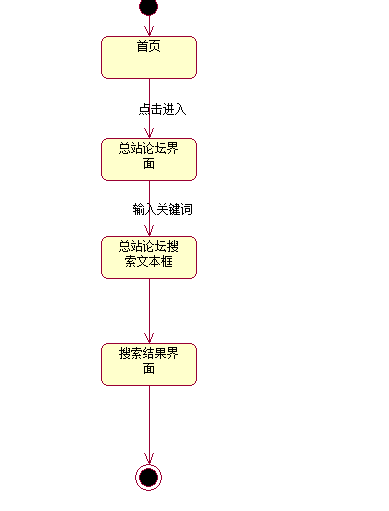 首页
点击进入
总站论坛界
面
输入关键词
总站论坛搜
索文本框
搜索结果界
面